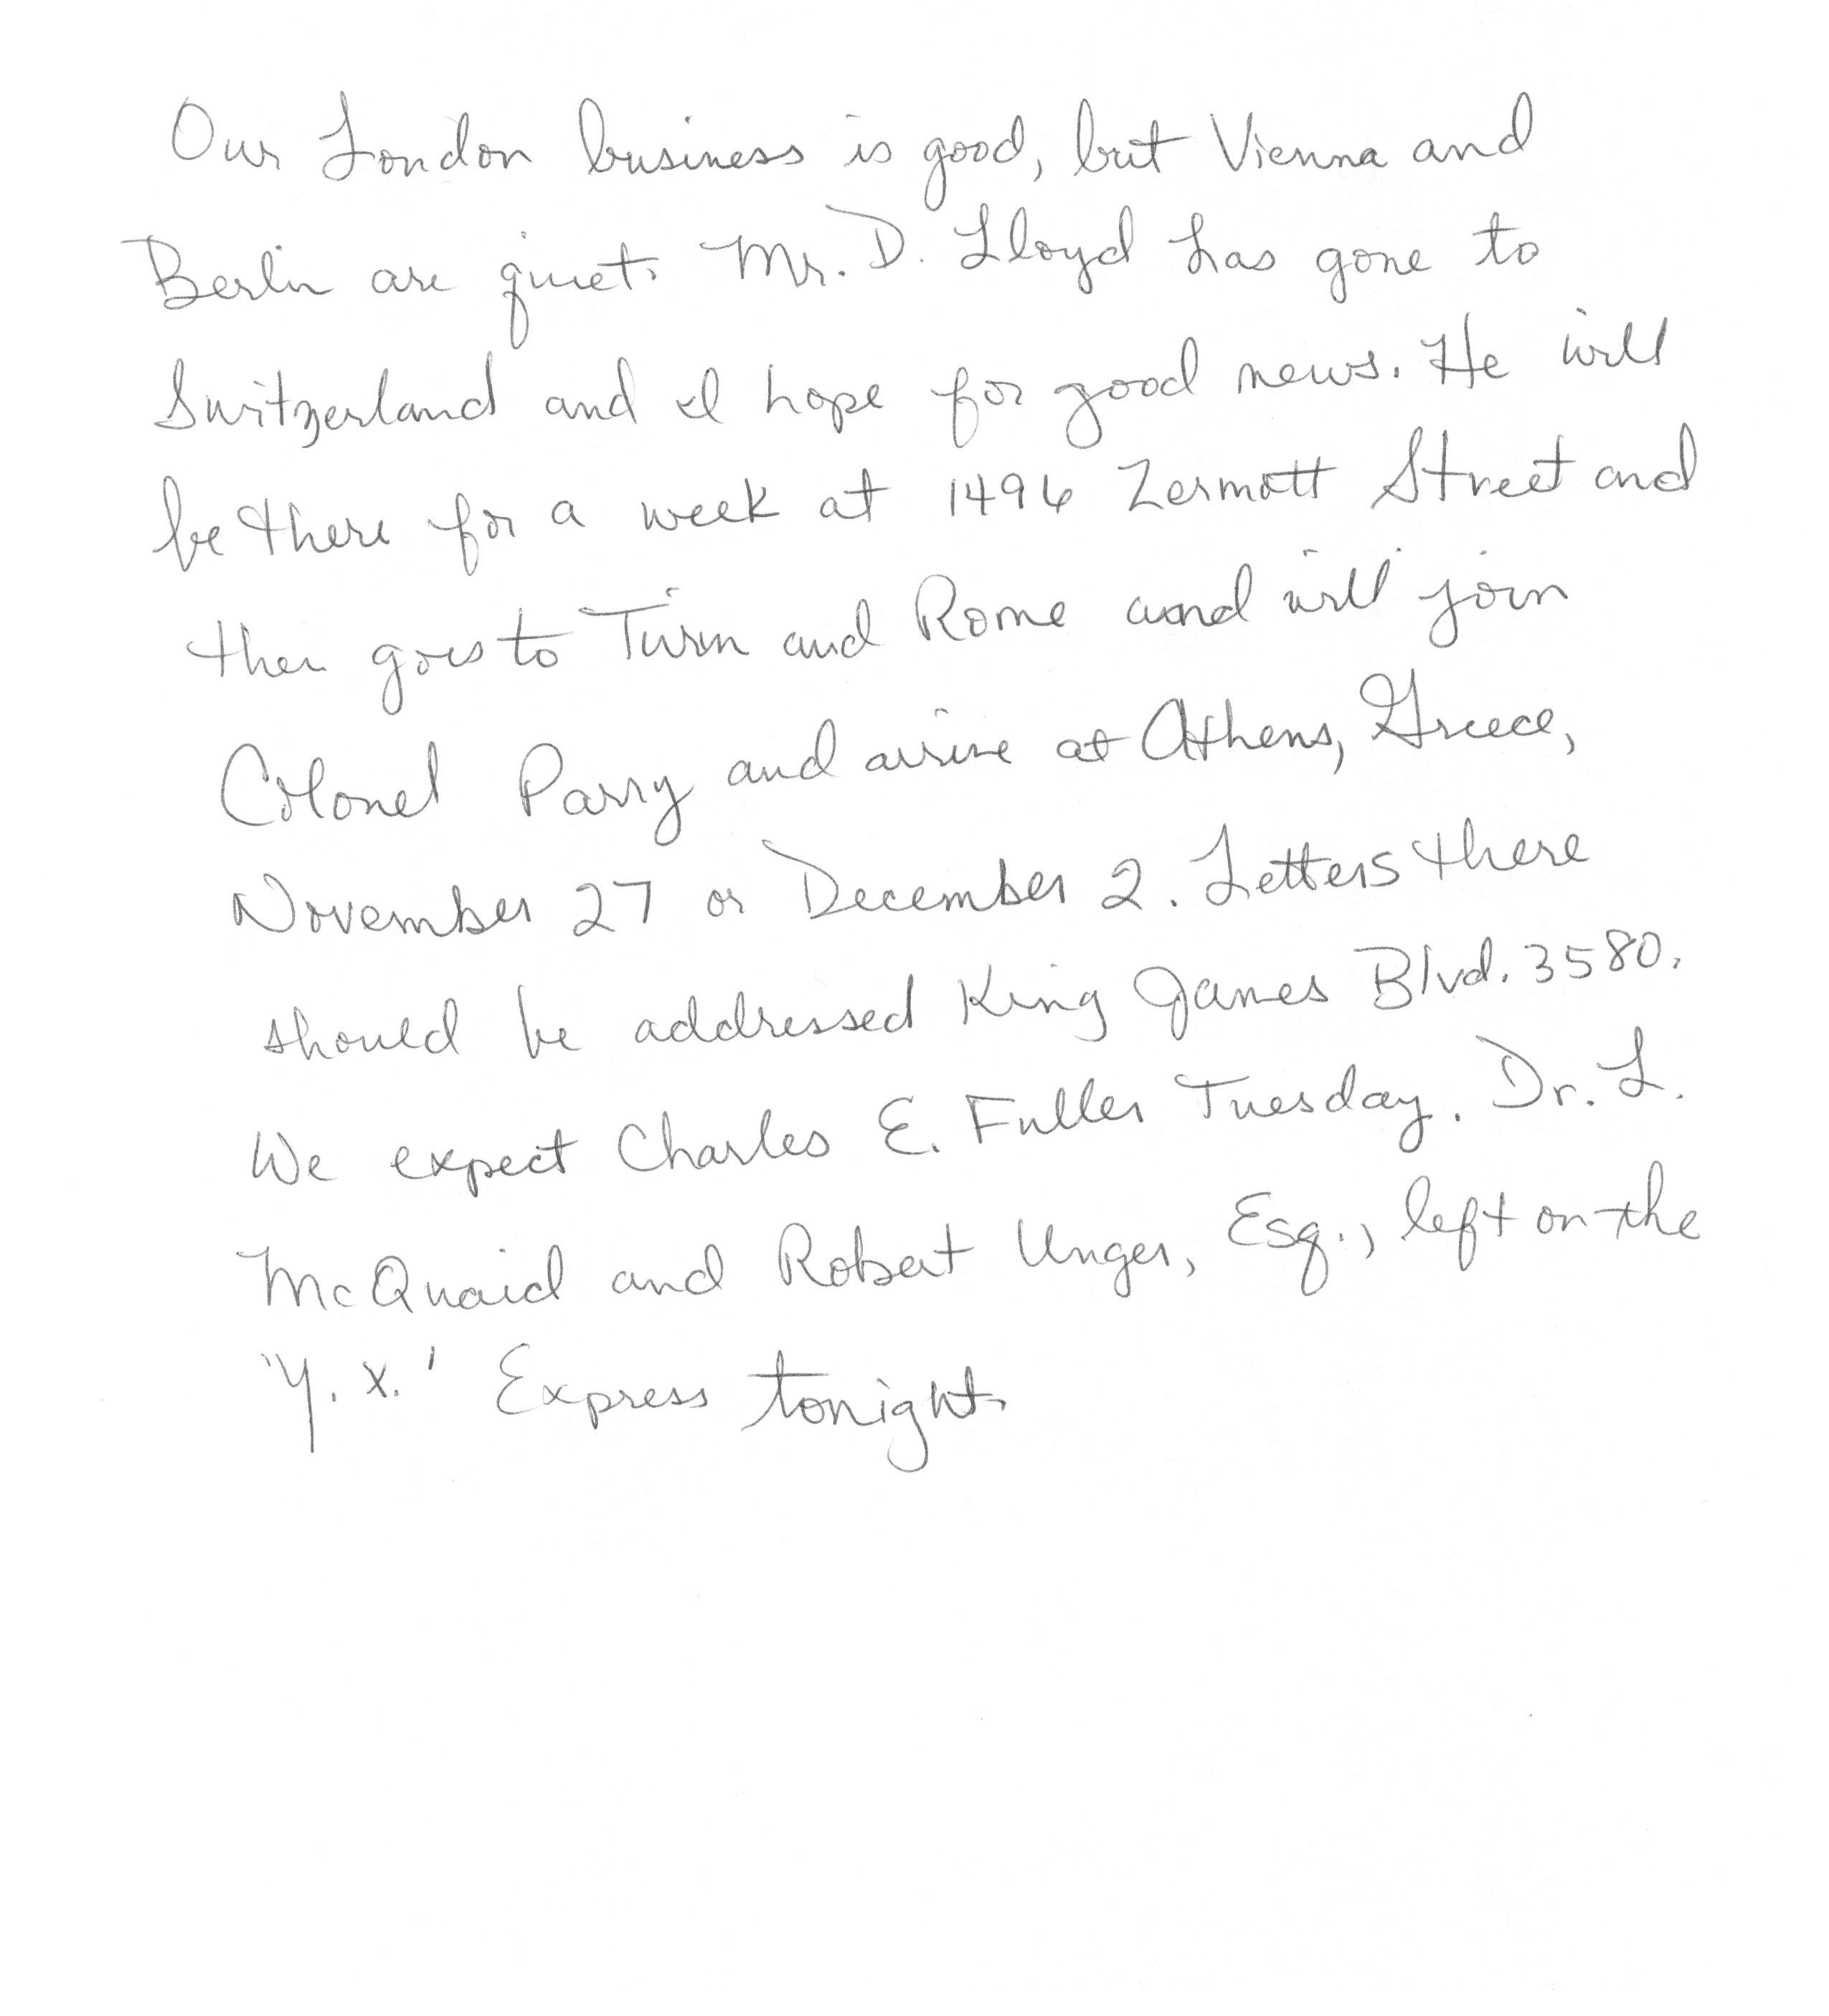 Our London business is good, but Vienna and
Berlin are quiet. Mr. D. Lloyd has gone to
Switzerland and I hope for good news. He will
be there for a week at 1496 Zermott Street and
then goes to Turin and Rome and will join
Colonel Parry and arrive at Athens, Greece,
November 27 or December 2. Letters there
should be addressed King James Blvd. 3580.
We expect Charles E. Fuller Tuesday. Dr. L.
McQuaid and Robert Unger, Esq., left on the
'Y. X.' Express tonight.